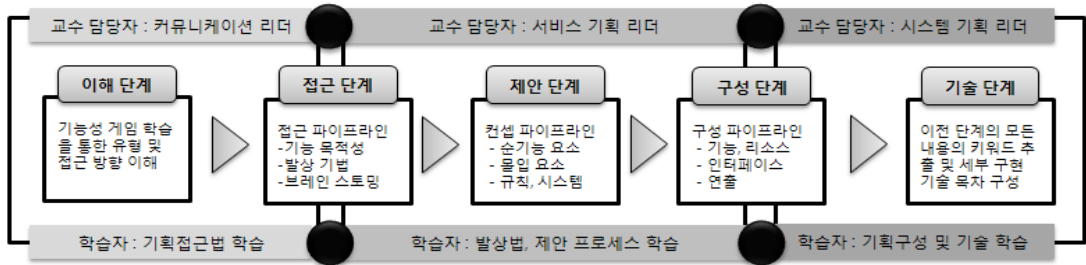 교수 담당자 : 커뮤니케이션 리더
교수 담당자 : 서비스 기획 리더
교수 담당자 : 시스템 기획 리더
이해 단계
기능성 게임 학습
을 통한 유형 및
접근 방향 이해
접근 단계
접근 파이프라인
-기능 목적성
-발상 기법
-브레인 스토밍
제안 단계
컨셉 파이프라인
- 순기능 요소
- 몰입 요소
- 규칙, 시스템
구성 단계
구성 파이프라인
- 기능, 리소스
- 인터페이스
- 연출
기술 단계
이전 단계의 모든
내용의 키워드 추
출 및 세부 구현
기술 목차 구성
학습자 : 기획접근법 학습
학습자 : 발상법, 제안 프로세스 학습
학습자 : 기획구성 및 기술 학습